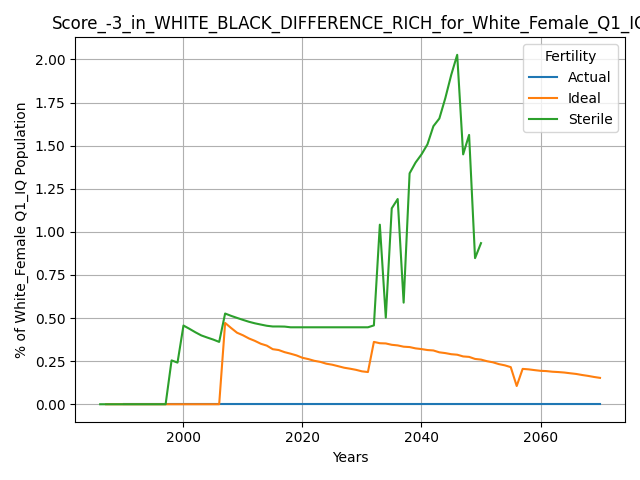 Score_-3_in_WHITE_BLACK_DIFFERENCE_RICH_for_White_Female_Q1_IQ
Fertility
Actual
Ideal
Sterile
% of White_Female Q1_IQ Population
2.00
1.75
1.50
1.25
1.00
0.75
0.50
0.25
0.00
2000 2020 2040 2060
Years